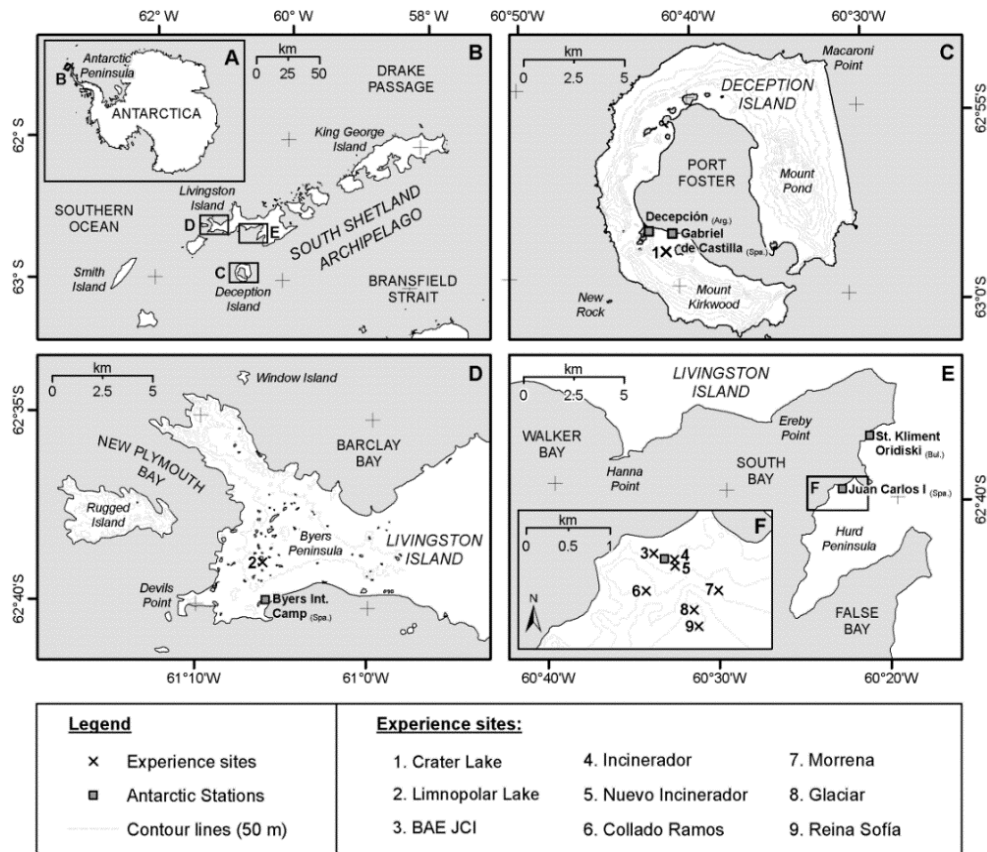 62°W
60°W
58°W
A
B
Antarctic
Peninsula
ANTARCTICA
B
km
0 25 50
DRAKE
PASSAGE
62°S
King George
Island
Livingston
Island
SOUTHERN
OCEAN
D
E
SOUTH SHETLAND
ARCHIPELAGO
C
Smith
Island
Deception
Island
BRANSFIELD
STRAIT
63°S
60°50'W
60°40'W
60°30'W
km
0 2.5 5
Macaroni
Point
C
DECEPTION
ISLAND
62°55'S
PORT
FOSTER
Mount
Pond
Decepción (Arg.)
Gabriel
de Castilla (Spa.)
1
Mount
Kirkwood
New
Rock
63°0'S
km
0 2.5 5
Window Island
D
62°35'S
NEW PLYMOUTH
BAY
BARCLAY
BAY
Rugged
Island
Byers
Peninsula
LIVINGSTON
ISLAND
2
Devils
Point
Byers Int.
Camp (Spa.)
62°40'S
61°10'W
61°0'W
km
0 2.5 5
LIVINGSTON
ISLAND
E
WALKER
BAY
Ereby
Point
Hanna
Point
SOUTH
BAY
St. Kliment
Oridiski (Bul.)
F
Juan Carlos I (Spa.)
62°40'S
Hurd
Peninsula
FALSE
BAY
km
0 0.5 1
F
3
4
5
6
7
8
9
N
60°40'W
60°30'W
60°20'W
Legend
Experience sites
Antarctic Stations
Contour lines (50 m)
Experience sites:
1. Crater Lake
2. Limnopolar Lake
3. BAE JCI
4. Incinerador
5. Nuevo Incinerador
6. Collado Ramos
7. Morrena
8. Glaciar
9. Reina Sofía